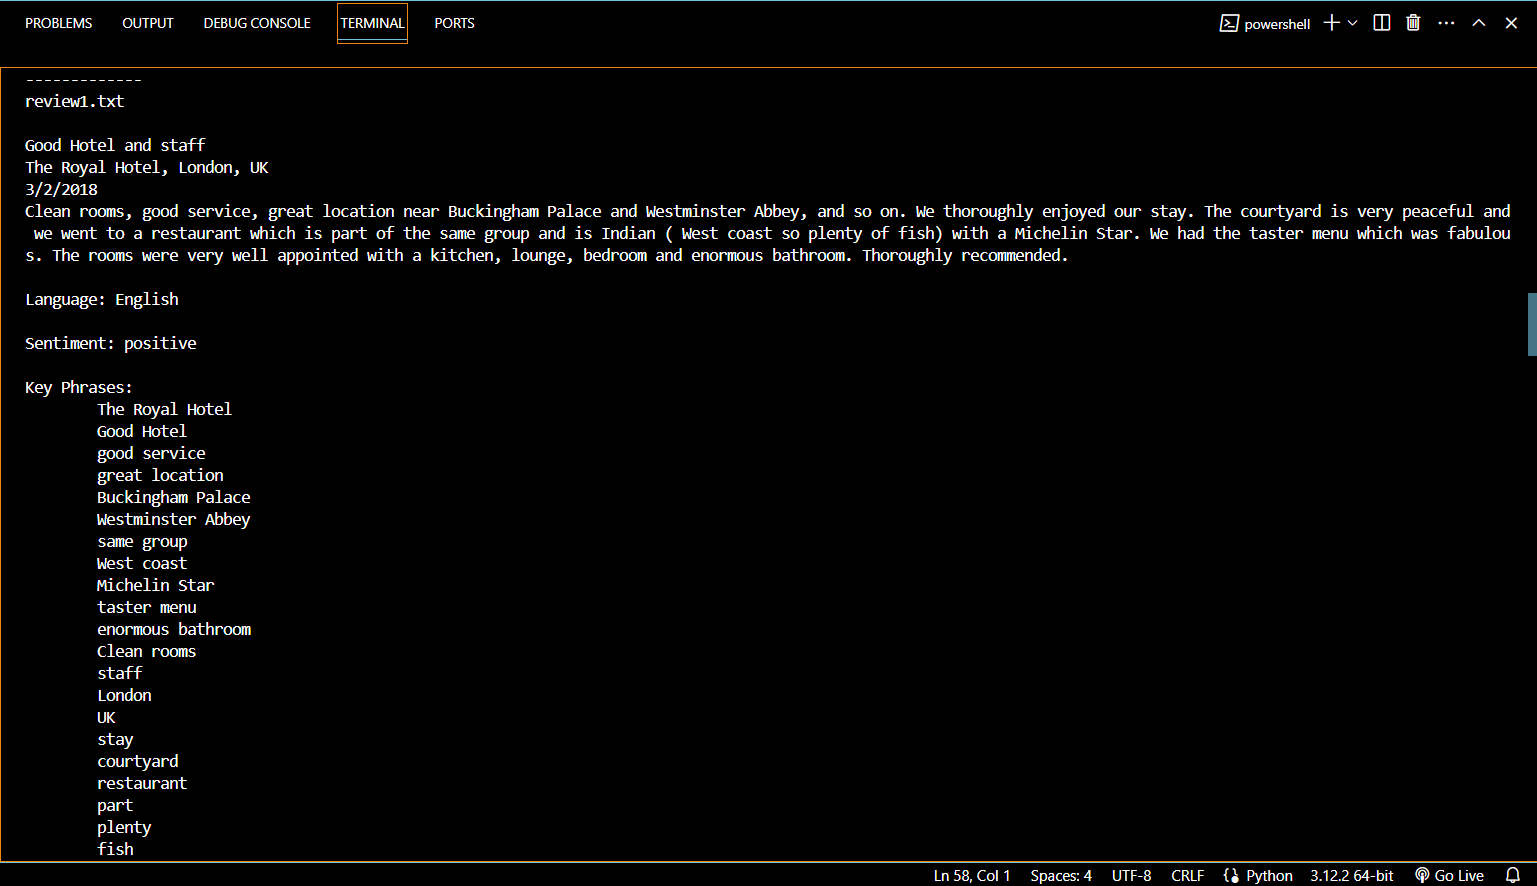 PROBLEMS OUTPUT DEBUG CONSOLE TERMINAL PORTS powershell
-------------
review1.txt
Good Hotel and staff
The Royal Hotel, London, UK
3/2/2018
Clean rooms, good service, great location near Buckingham Palace and Westminster Abbey, and so on. We thoroughly enjoyed our stay. The courtyard is very peaceful and
we went to a restaurant which is part of the same group and is Indian ( West coast so plenty of fish) with a Michelin Star. We had the taster menu which was fabulou
s. The rooms were very well appointed with a kitchen, lounge, bedroom and enormous bathroom. Thoroughly recommended.
Language: English
Sentiment: positive
Key Phrases:
The Royal Hotel
Good Hotel
good service
great location
Buckingham Palace
Westminster Abbey
same group
West coast
Michelin Star
taster menu
enormous bathroom
Clean rooms
staff
London
UK
stay
courtyard
restaurant
part
plenty
fish
Ln 58, Col 1 Spaces: 4 UTF-8 CRLF Python 3.12.2 64-bit Go Live